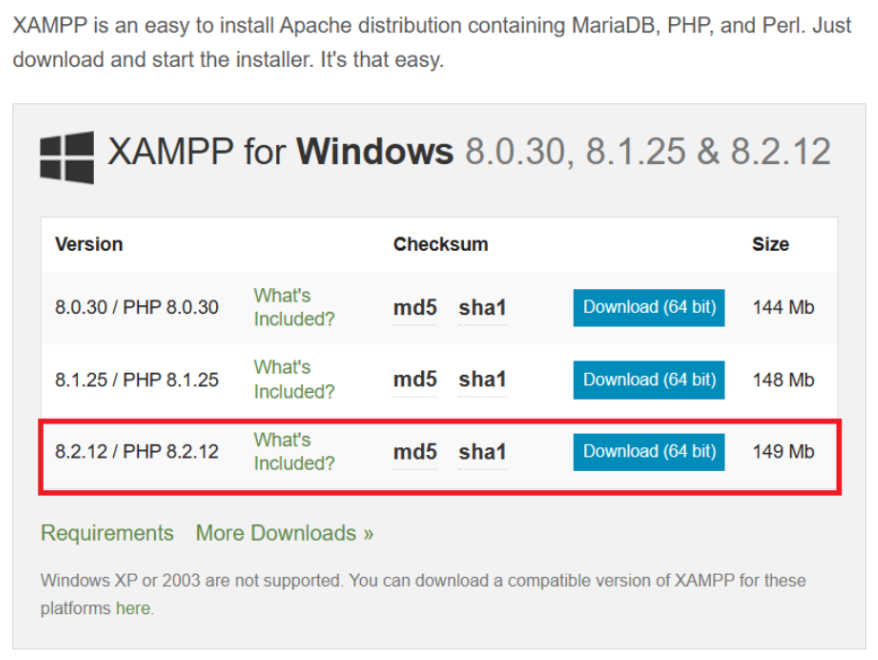 XAMPP is an easy to install Apache distribution containing MariaDB, PHP, and Perl. Just
download and start the installer. It's that easy.
XAMPP for Windows 8.0.30, 8.1.25 & 8.2.12
Version Checksum Size
8.0.30 / PHP 8.0.30 What's Included? md5 sha1 Download (64 bit) 144 Mb
8.1.25 / PHP 8.1.25 What's Included? md5 sha1 Download (64 bit) 148 Mb
8.2.12 / PHP 8.2.12 What's Included? md5 sha1 Download (64 bit) 149 Mb
Requirements More Downloads »
Windows XP or 2003 are not supported. You can download a compatible version of XAMPP for these
platforms here.